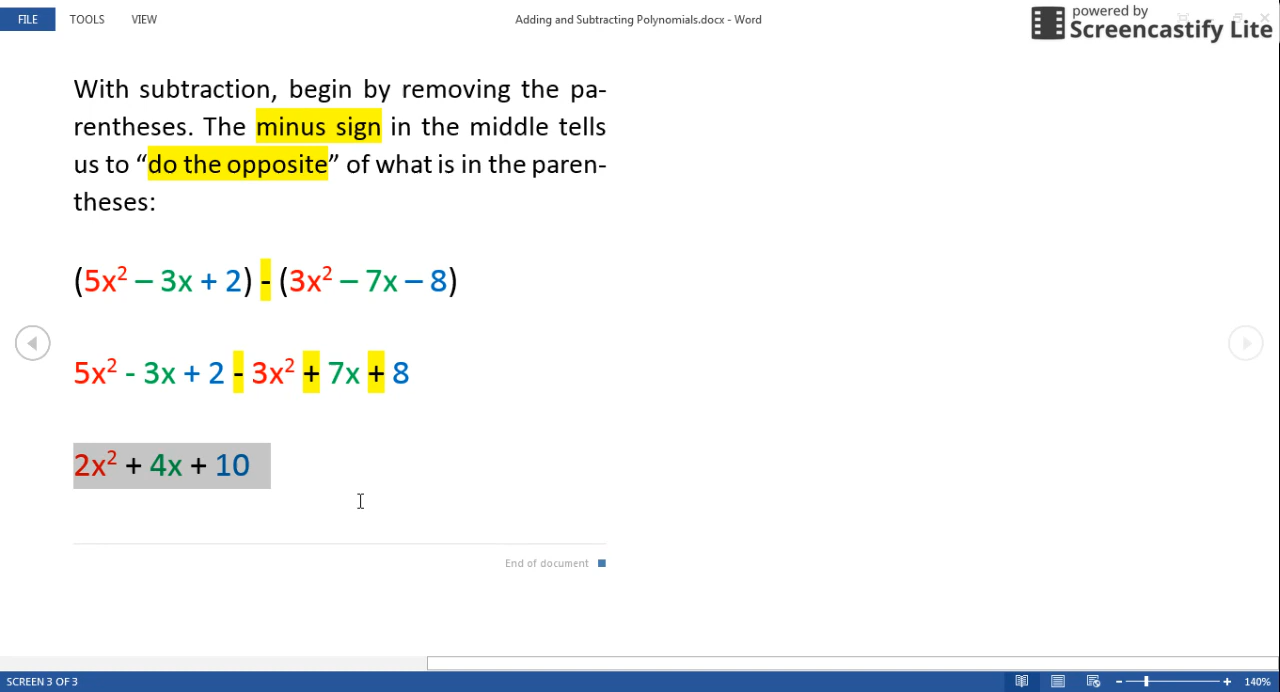 FILE TOOLS VIEW Adding and Subtracting Polynomials.docx - Word powered by
Screencastify Lite
With subtraction, begin by removing the pa-
rentheses. The minus sign in the middle tells
us to “do the opposite” of what is in the paren-
theses:
(5x² – 3x + 2) - (3x² – 7x – 8)
5x² - 3x + 2 - 3x² + 7x + 8
2x² + 4x + 10
End of document
SCREEN 3 OF 3 140%